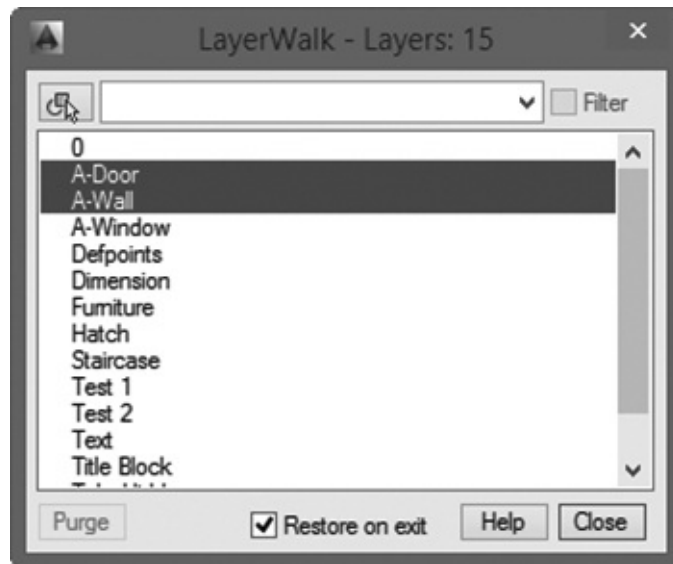 LayerWalk - Layers: 15
Filter
0
A-Door
A-Wall
A-Window
Defpoints
Dimension
Furniture
Hatch
Staircase
Test 1
Test 2
Text
Title Block
Purge
Restore on exit
Help
Close